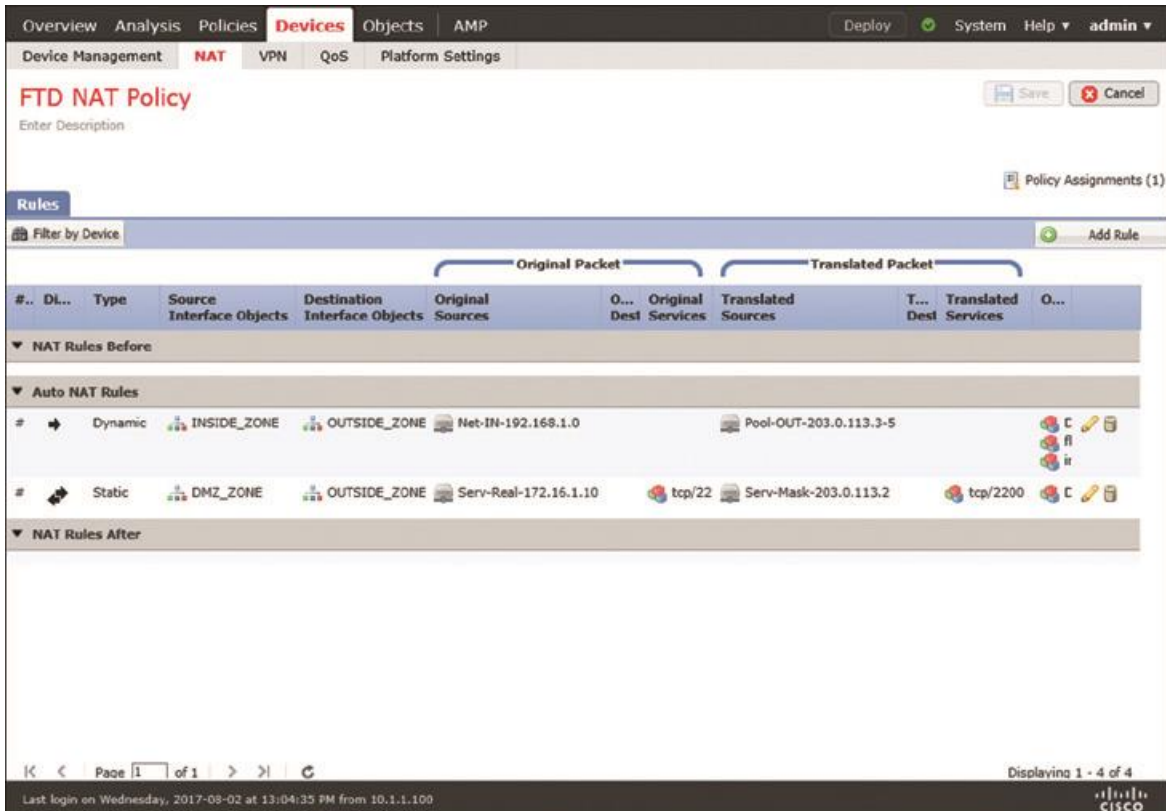 Overview Analysis Policies Devices Objects AMP Deploy System Help admin
Device Management NAT VPN QoS Platform Settings
FTD NAT Policy
Save Cancel
Enter Description
Policy Assignments (1)
Rules
Filter by Device Add Rule
Original Packet Translated Packet
#.. Di... Type Source Interface Objects Destination Interface Objects Original Sources O... Dest Original Services Translated Sources T... Dest Translated Services O...
NAT Rules Before
Auto NAT Rules
# Dynamic INSIDE_ZONE OUTSIDE_ZONE Net-IN-192.168.1.0 Pool-OUT-203.0.113.3-5
# Static DMZ_ZONE OUTSIDE_ZONE Serv-Real-172.16.1.10 tcp/22 Serv-Mask-203.0.113.2 tcp/2200
NAT Rules After
Page 1 of 1 Displaying 1 - 4 of 4
Last login on Wednesday, 2017-08-02 at 13:04:35 PM from 10.1.1.100
CISCO